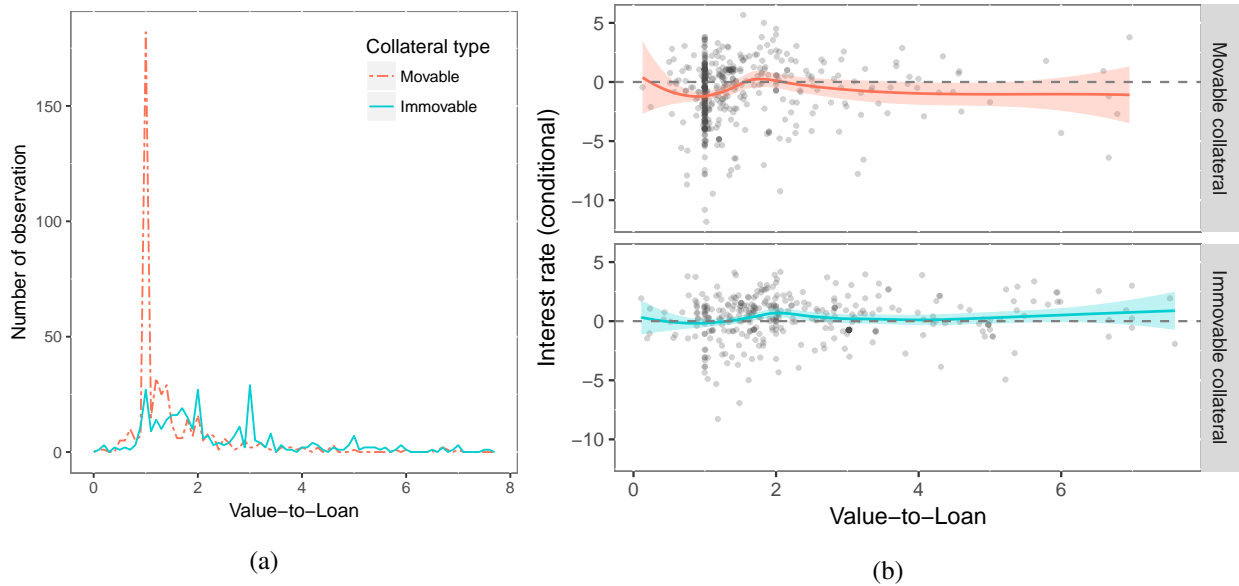 Collateral type
Movable
Immovable
Number of observation
150
100
50
0
0
2
4
6
8
Value−to−Loan
(a)
Interest rate (conditional)
5
0
−5
−10
Movable collateral
5
0
−5
−10
Immovable collateral
0
2
4
6
Value−to−Loan
(b)